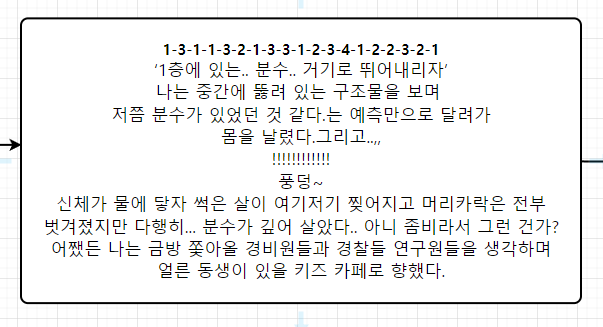 1-3-1-1-3-2-1-3-3-1-2-3-4-1-2-2-3-2-1
‘1층에 있는.. 분수.. 거기로 뛰어내리자’
나는 중간에 뚫려 있는 구조물을 보며
저쯤 분수가 있었던 것 같다.는 예측만으로 달려가
몸을 날렸다.그리고..,,
!!!!!!!!!!!!
풍덩~
신체가 물에 닿자 썩은 살이 여기저기 찢어지고 머리카락은 전부
벗겨졌지만 다행히... 분수가 깊어 살았다.. 아니 좀비라서 그런 건가?
어쨌든 나는 금방 쫓아올 경비원들과 경찰들 연구원들을 생각하며
얼른 동생이 있을 키즈 카페로 향했다.